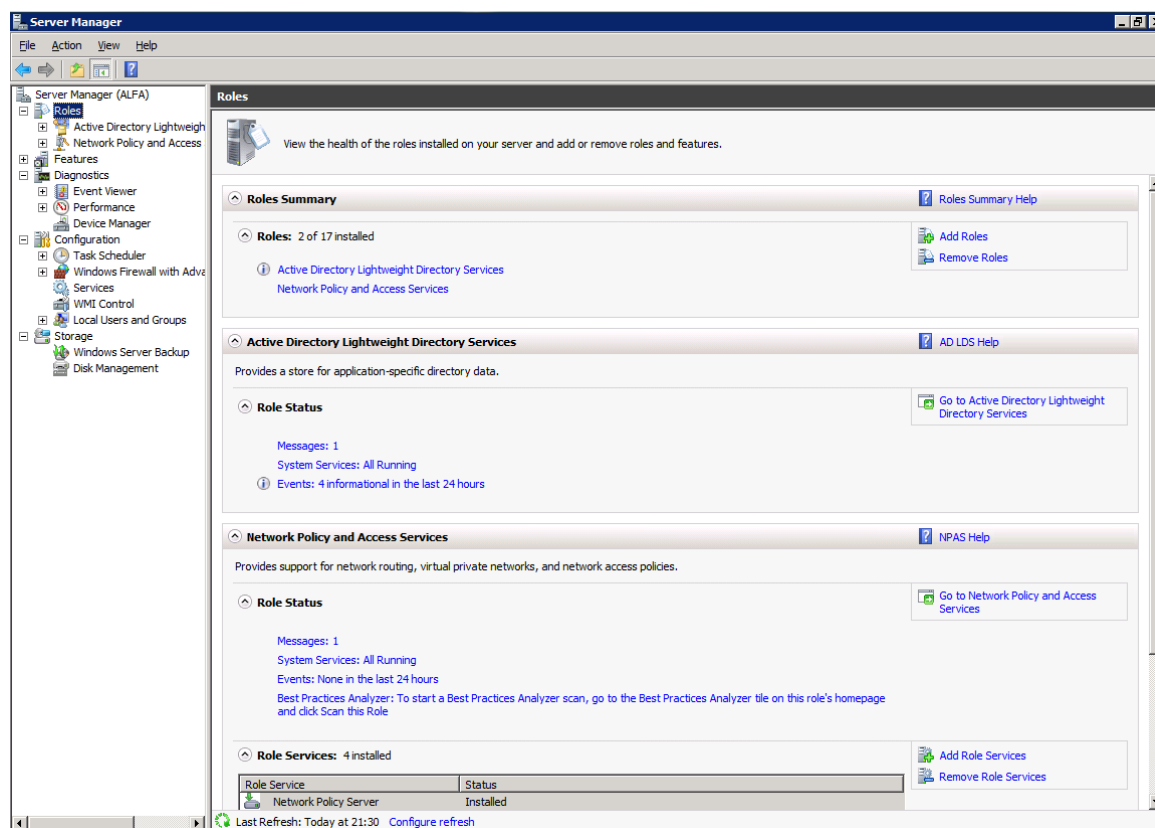 Server Manager
File Action View Help
Server Manager (ALFA)
Roles
Active Directory Lightweigh
Network Policy and Access
Features
Diagnostics
Event Viewer
Performance
Device Manager
Configuration
Task Scheduler
Windows Firewall with Adva
Services
WMI Control
Local Users and Groups
Storage
Windows Server Backup
Disk Management
Roles
View the health of the roles installed on your server and add or remove roles and features.
Roles Summary
Roles Summary Help
Roles: 2 of 17 installed
Add Roles
Remove Roles
Active Directory Lightweight Directory Services
Network Policy and Access Services
Active Directory Lightweight Directory Services
AD LDS Help
Provides a store for application-specific directory data.
Role Status
Go to Active Directory Lightweight
Directory Services
Messages: 1
System Services: All Running
Events: 4 informational in the last 24 hours
Network Policy and Access Services
NPAS Help
Provides support for network routing, virtual private networks, and network access policies.
Role Status
Go to Network Policy and Access
Services
Messages: 1
System Services: All Running
Events: None in the last 24 hours
Best Practices Analyzer: To start a Best Practices Analyzer scan, go to the Best Practices Analyzer tile on this role's homepage
and click Scan this Role
Role Services: 4 installed
Add Role Services
Remove Role Services
Role Service Status
Network Policy Server Installed
Last Refresh: Today at 21:30 Configure refresh